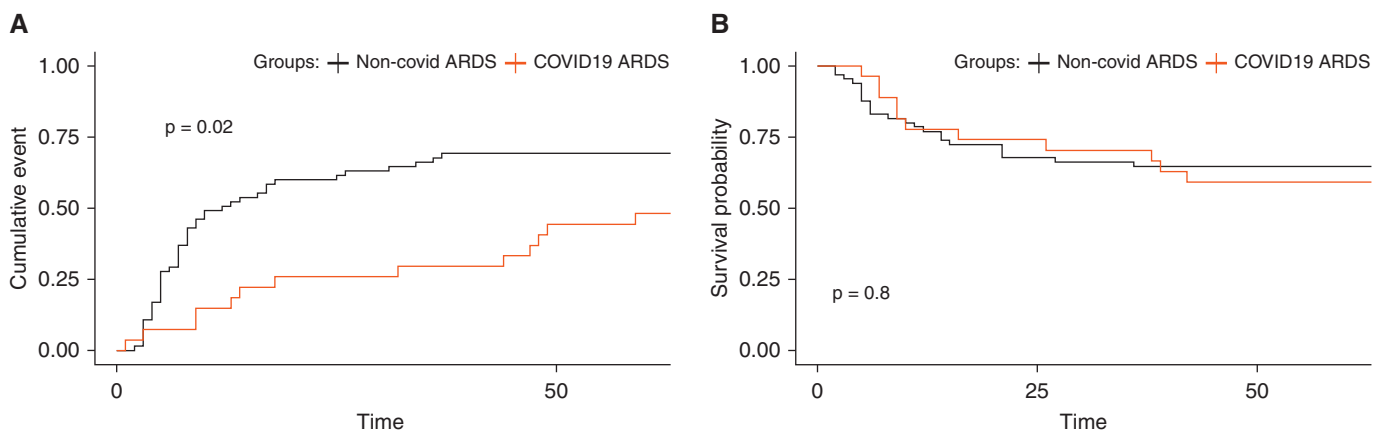 A
Groups: Non-covid ARDS COVID19 ARDS
p = 0.02
Cumulative event
1.00
0.75
0.50
0.25
0.00
0 50
Time
B
Groups: Non-covid ARDS COVID19 ARDS
p = 0.8
Survival probability
1.00
0.75
0.50
0.25
0.00
0 25 50
Time